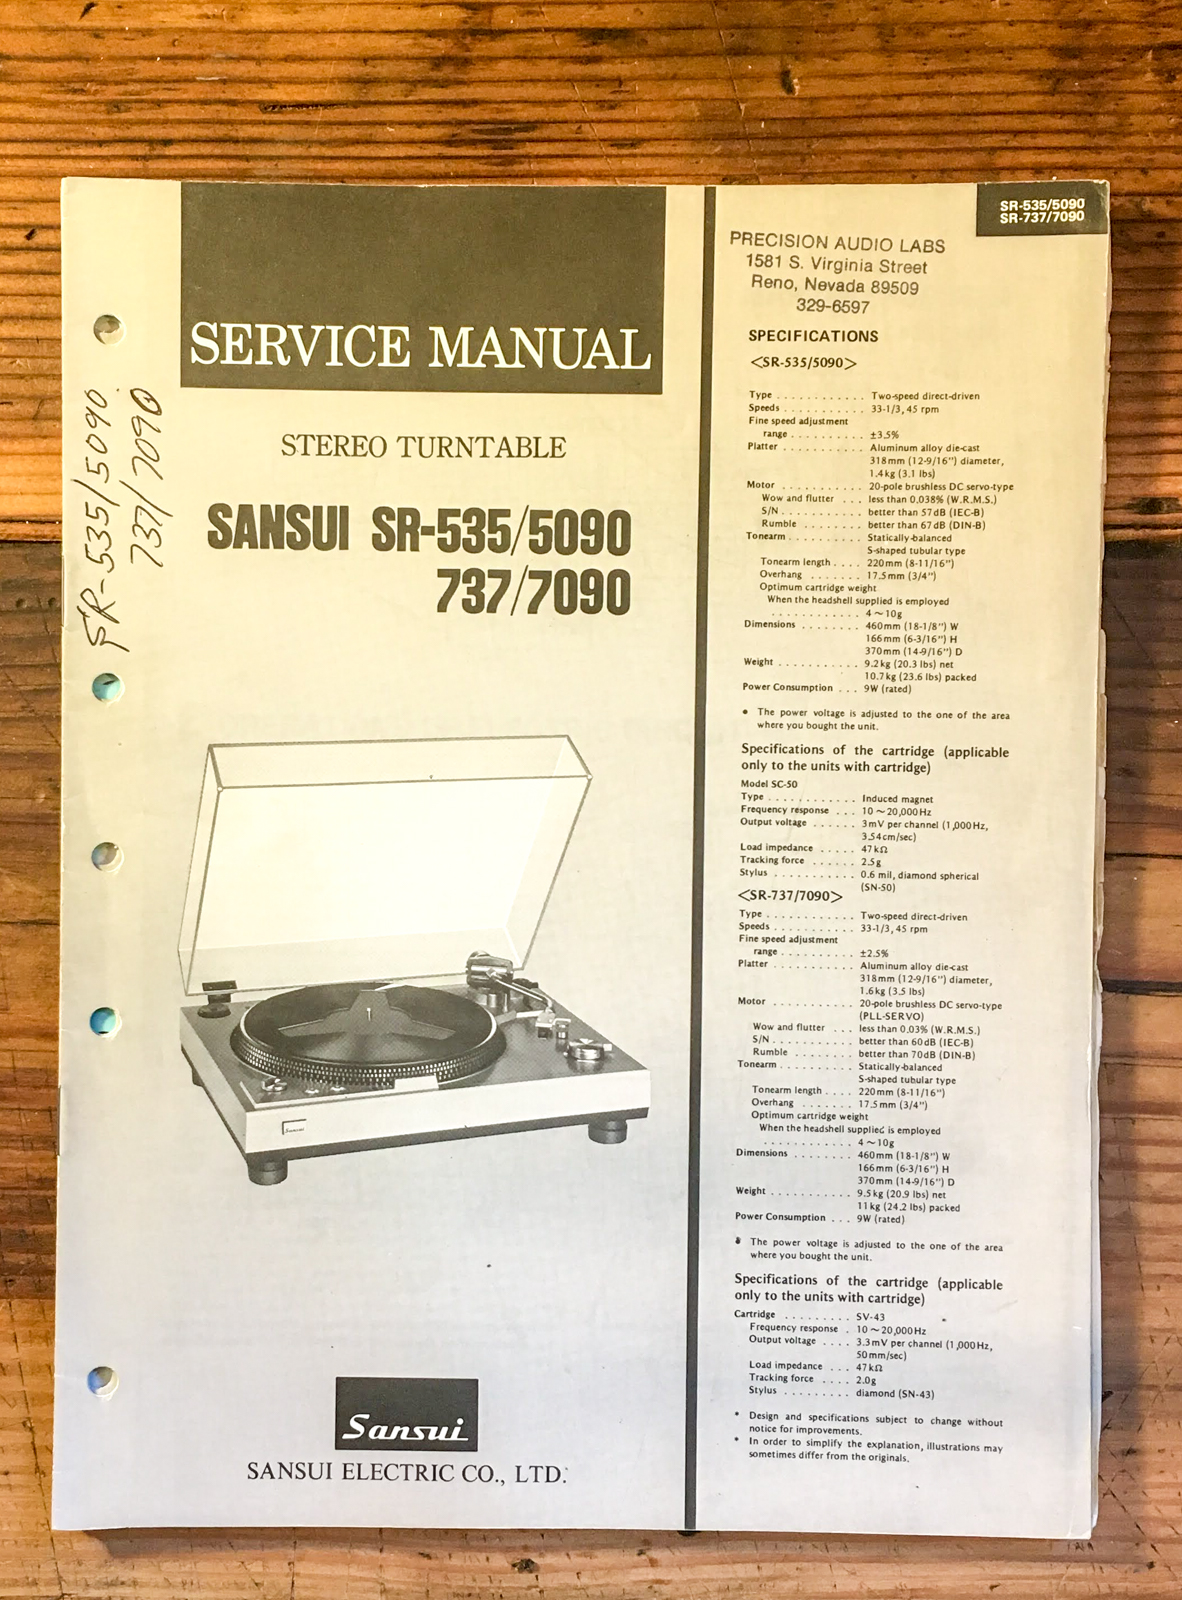 SR-535/5090
737/7090
SERVICE MANUAL
STEREO TURNTABLE
SANSUI SR-535/5090
737/7090
Sansui
Sansui
SANSUI ELECTRIC CO., LTD.
SR-535/5090
SR-737/7090
PRECISION AUDIO LABS
1581 S. Virginia Street
Reno, Nevada 89509
329-6597
SPECIFICATIONS
<SR-535/5090>
Type . . . . . . . . . . . . Two-speed direct-driven
Speeds . . . . . . . . . . . 33-1/3, 45 rpm
Fine speed adjustment
range . . . . . . . . . . ±3.5%
Platter . . . . . . . . . . . Aluminum alloy die-cast
318mm (12-9/16") diameter,
1.4kg (3.1 lbs)
Motor . . . . . . . . . . . 20-pole brushless DC servo-type
Wow and flutter . . . less than 0.038% (W.R.M.S.)
S/N . . . . . . . . . . . better than 57dB (IEC-B)
Rumble . . . . . . . . better than 67dB (DIN-B)
Tonearm . . . . . . . . . . Statically-balanced
S-shaped tubular type
Tonearm length . . . . 220mm (8-11/16")
Overhang . . . . . . . 17.5mm (3/4")
Optimum cartridge weight
When the headshell supplied is employed
. . . . . . . . . . . . 4~10g
Dimensions . . . . . . . . 460mm (18-1/8") W
166mm (6-3/16") H
370mm (14-9/16") D
Weight . . . . . . . . . . . 9.2kg (20.3 lbs) net
10.7kg (23.6 lbs) packed
Power Consumption . . . 9W (rated)
• The power voltage is adjusted to the one of the area
where you bought the unit.
Specifications of the cartridge (applicable
only to the units with cartridge)
Model SC-50
Type . . . . . . . . . . . . Induced magnet
Frequency response . . . 10~20,000Hz
Output voltage . . . . . . 3mV per channel (1,000Hz,
3.54cm/sec)
Load impedance . . . . . 47kΩ
Tracking force . . . . . . 2.5g
Stylus . . . . . . . . . . . 0.6 mil, diamond spherical
(SN-50)
<SR-737/7090>
Type . . . . . . . . . . . . Two-speed direct-driven
Speeds . . . . . . . . . . . 33-1/3, 45 rpm
Fine speed adjustment
range . . . . . . . . . . ±2.5%
Platter . . . . . . . . . . . Aluminum alloy die-cast
318mm (12-9/16") diameter,
1.6kg (3.5 lbs)
Motor . . . . . . . . . . . 20-pole brushless DC servo-type
(PLL-SERVO)
Wow and flutter . . . less than 0.03% (W.R.M.S.)
S/N . . . . . . . . . . . better than 60dB (IEC-B)
Rumble . . . . . . . . better than 70dB (DIN-B)
Tonearm . . . . . . . . . . Statically-balanced
S-shaped tubular type
Tonearm length . . . . 220mm (8-11/16")
Overhang . . . . . . . 17.5mm (3/4")
Optimum cartridge weight
When the headshell supplied is employed
. . . . . . . . . . . . 4~10g
Dimensions . . . . . . . . 460mm (18-1/8") W
166mm (6-3/16") H
370mm (14-9/16") D
Weight . . . . . . . . . . . 9.5kg (20.9 lbs) net
11kg (24.2 lbs) packed
Power Consumption . . . 9W (rated)
• The power voltage is adjusted to the one of the area
where you bought the unit.
Specifications of the cartridge (applicable
only to the units with cartridge)
Cartridge . . . . . . . . . SV-43
Frequency response . 10~20,000Hz
Output voltage . . . . 3.3mV per channel (1,000Hz,
50mm/sec)
Load impedance . . . 47kΩ
Tracking force . . . . 2.0g
Stylus . . . . . . . . . diamond (SN-43)
* Design and specifications subject to change without
notice for improvements.
* In order to simplify the explanation, illustrations may
sometimes differ from the originals.